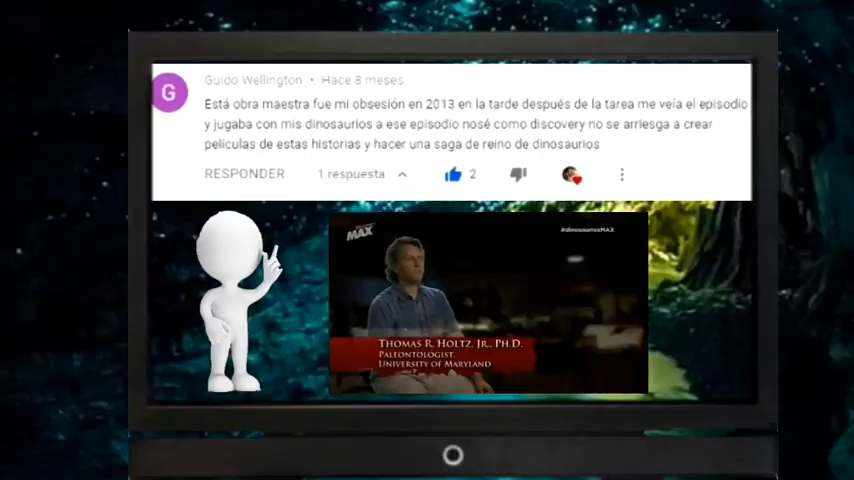 G
Guido Wellington • Hace 8 meses
Está obra maestra fue mi obsesión en 2013 en la tarde después de la tarea me veía el episodio
y jugaba con mis dinosaurios a ese episodio nosé como discovery no se arriesga a crear
películas de estas historias y hacer una saga de reino de dinosaurios
RESPONDER 1 respuesta 2
MAX
#dinosauriosMAX
THOMAS R. HOLTZ, JR., PH.D.
PALEONTOLOGIST,
UNIVERSITY OF MARYLAND